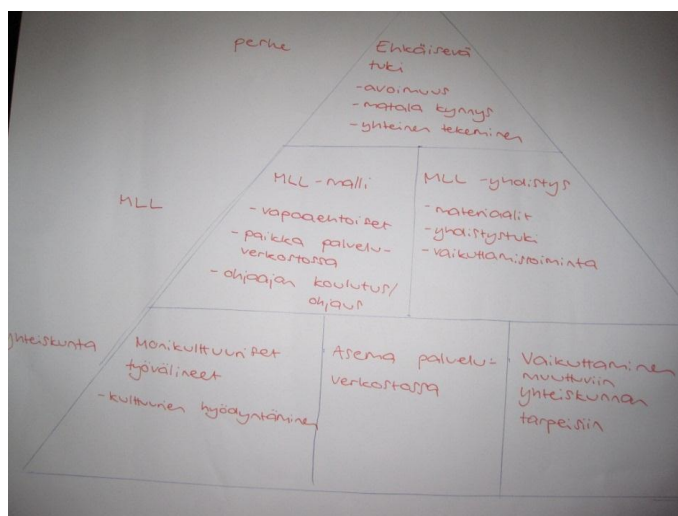 perhe
Ehkäisevä
tuki
-avoimuus
-matala kynnys
-yhteinen tekeminen
MLL
MLL-malli
-vapaaehtoiset
-paikka palvelu-
verkostossa
-ohjaajan koulutus/
ohjaus
MLL-yhdistys
-materiaalit
-yhdistystuki
-vaikuttamistoiminta
yhteiskunta
Monikulttuuriset
työvälineet
-kulttuurien hyödyntäminen
Asema palvelu-
verkostossa
Vaikuttaminen
muuttuviin
yhteiskunnan
tarpeisiin